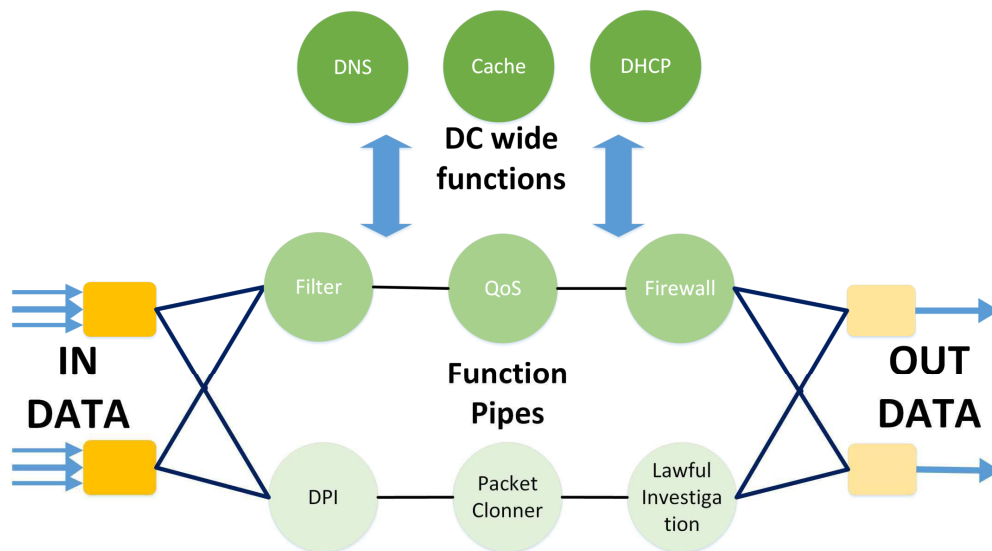 DNS
Cache
DHCP
DC wide
functions
Filter
QoS
Firewall
IN
DATA
Function
Pipes
OUT
DATA
DPI
Packet
Clonner
Lawful
Investiga
tion